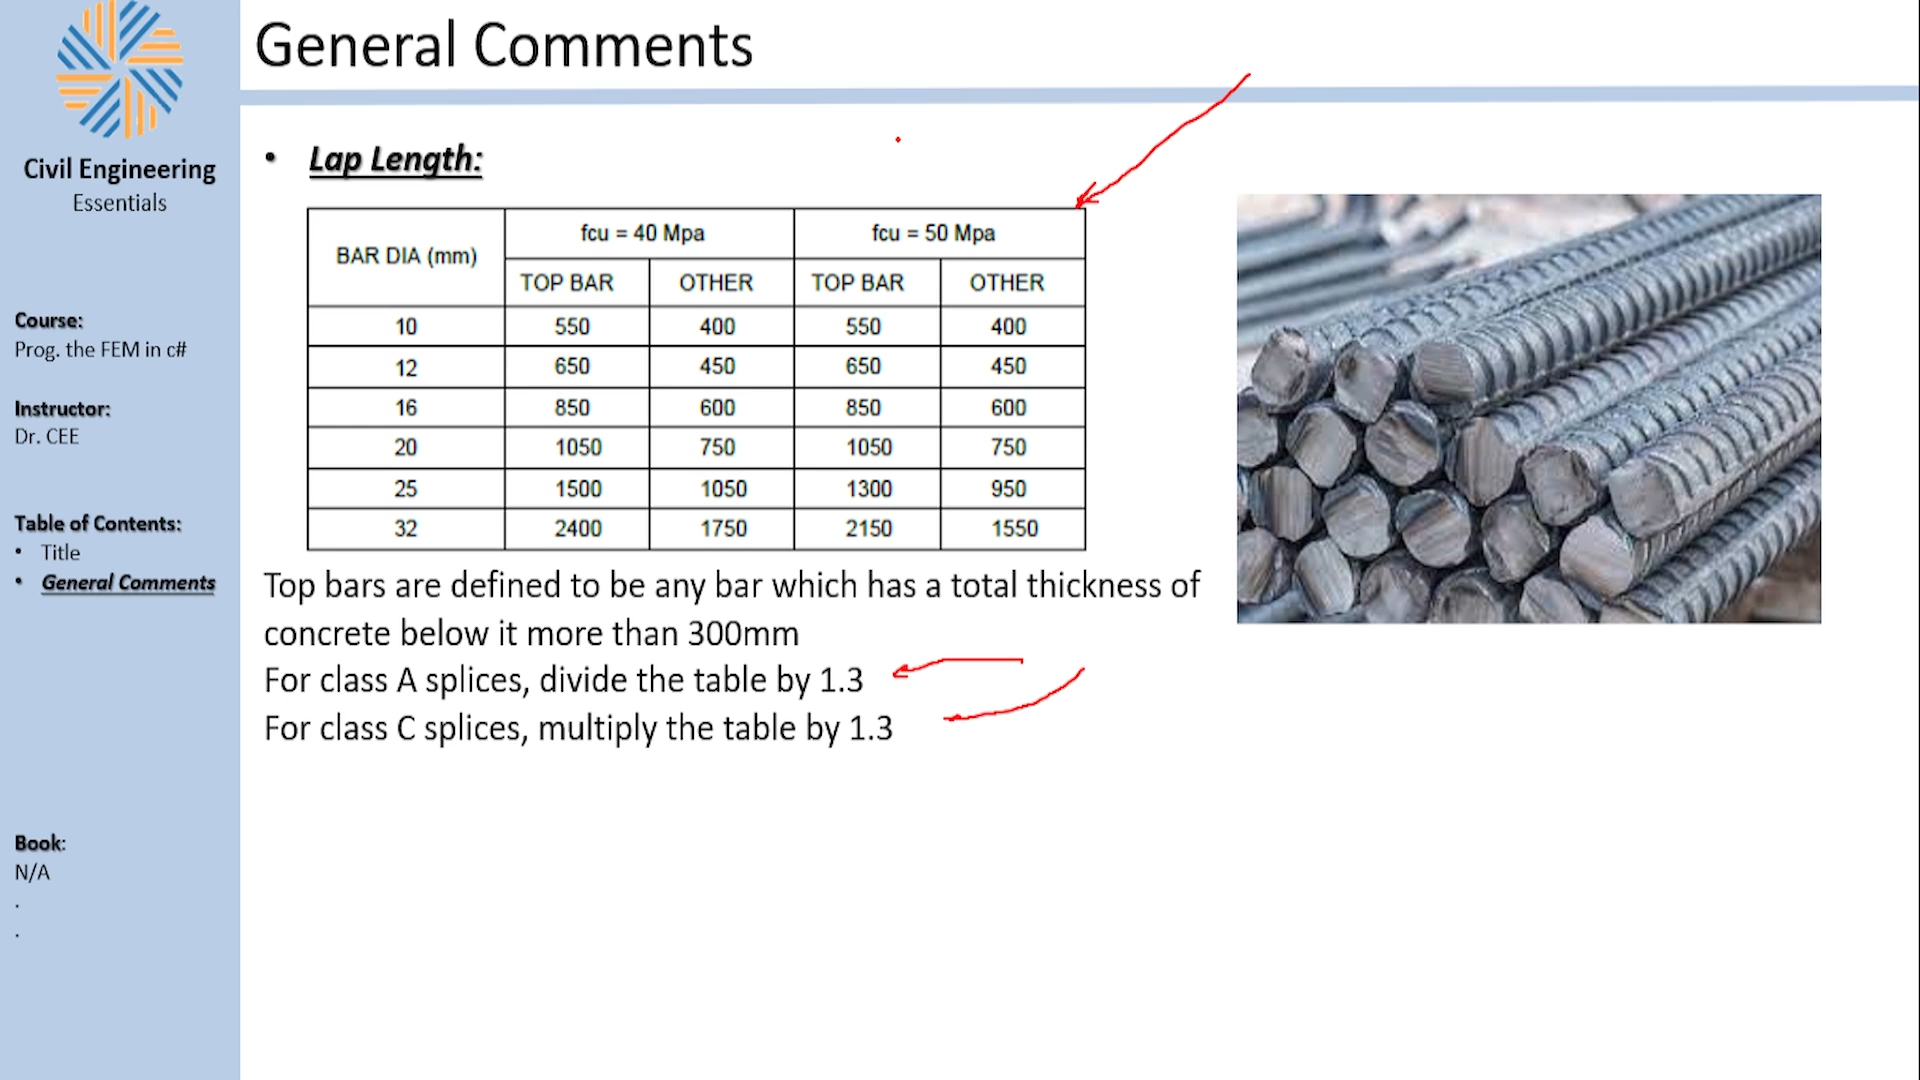 General Comments
Civil Engineering
Essentials
Course:
Prog. the FEM in c#
Instructor:
Dr. CEE
Table of Contents:
• Title
• General Comments
Book:
N/A
.
.
• Lap Length:
BAR DIA (mm) fcu = 40 Mpa fcu = 50 Mpa
TOP BAR OTHER TOP BAR OTHER
10 550 400 550 400
12 650 450 650 450
16 850 600 850 600
20 1050 750 1050 750
25 1500 1050 1300 950
32 2400 1750 2150 1550
Top bars are defined to be any bar which has a total thickness of
concrete below it more than 300mm
For class A splices, divide the table by 1.3
For class C splices, multiply the table by 1.3